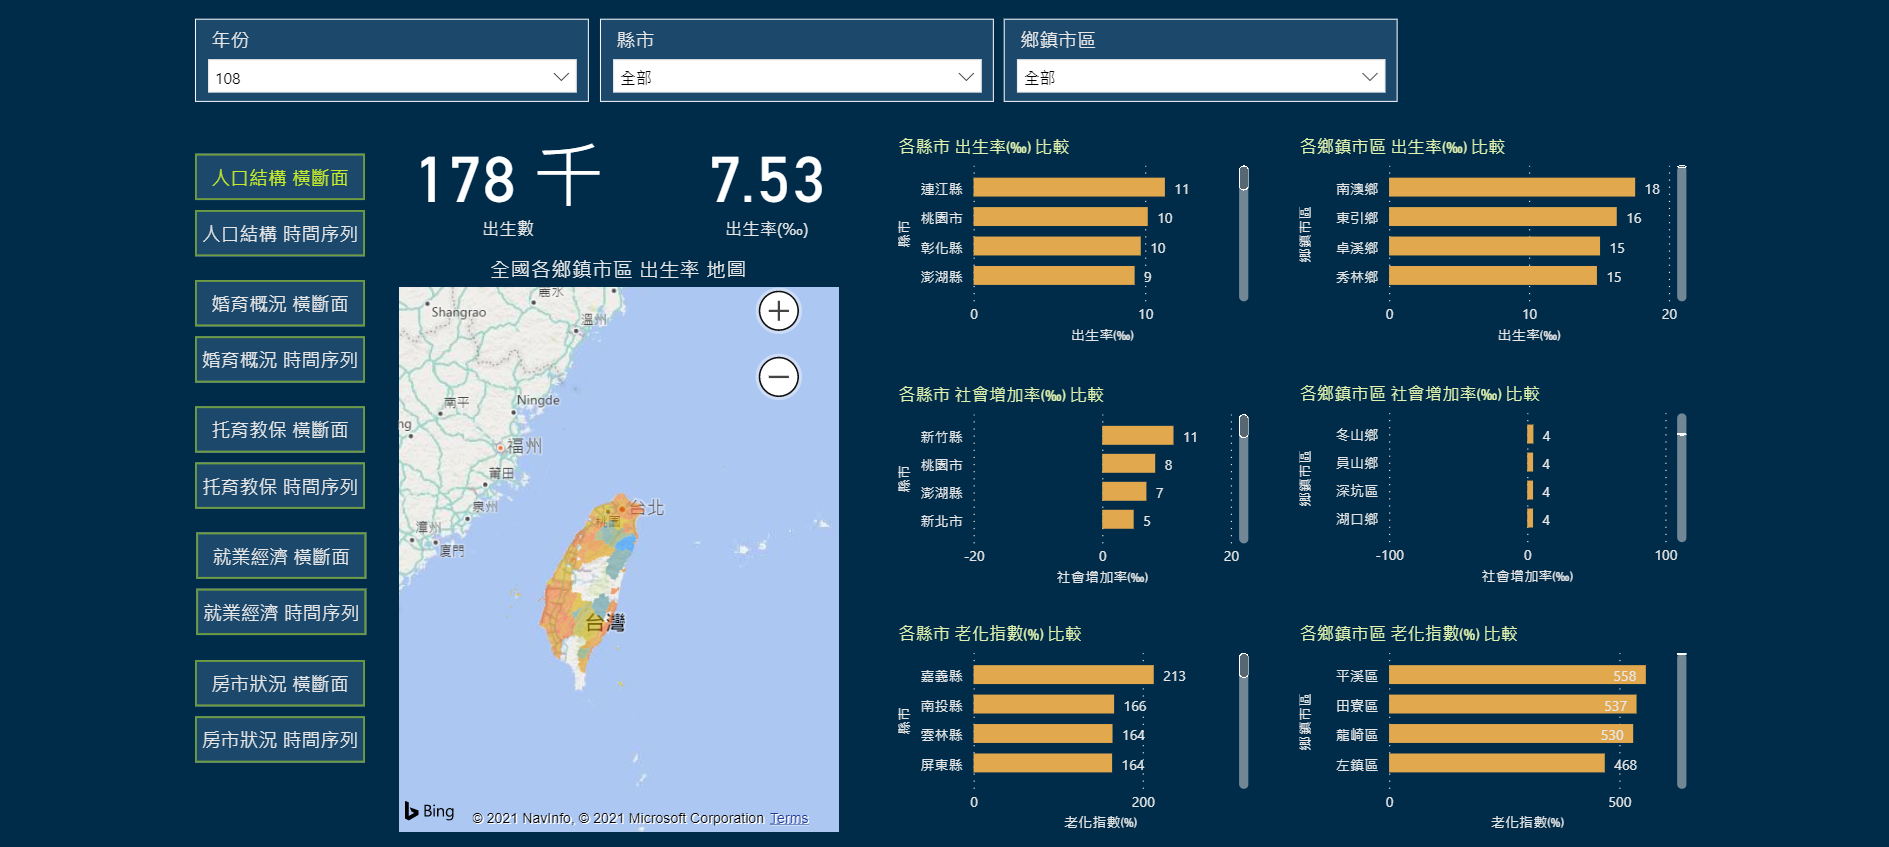 年份
108
縣市
全部
鄉鎮市區
全部
人口結構 橫斷面
人口結構 時間序列
婚育概況 橫斷面
婚育概況 時間序列
托育教保 橫斷面
托育教保 時間序列
就業經濟 橫斷面
就業經濟 時間序列
房市狀況 橫斷面
房市狀況 時間序列
178 千
出生數
7.53
出生率(‰)
全國各鄉鎮市區 出生率 地圖
麗水
Shangrao
溫州
南平
Ningde
ng
福州
莆田
泉州
漳州
廈門
台北
桃園
台灣
Bing
© 2021 NavInfo, © 2021 Microsoft Corporation Terms
各縣市 出生率(‰) 比較
縣市
連江縣 11
桃園市 10
彰化縣 10
澎湖縣 9
0 10
出生率(‰)
各鄉鎮市區 出生率(‰) 比較
鄉鎮市區
南澳鄉 18
東引鄉 16
卓溪鄉 15
秀林鄉 15
0 10 20
出生率(‰)
各縣市 社會增加率(‰) 比較
縣市
新竹縣 11
桃園市 8
澎湖縣 7
新北市 5
-20 0 20
社會增加率(‰)
各鄉鎮市區 社會增加率(‰) 比較
鄉鎮市區
冬山鄉 4
員山鄉 4
深坑區 4
湖口鄉 4
-100 0 100
社會增加率(‰)
各縣市 老化指數(%) 比較
縣市
嘉義縣 213
南投縣 166
雲林縣 164
屏東縣 164
0 200
老化指數(%)
各鄉鎮市區 老化指數(%) 比較
鄉鎮市區
平溪區 558
田寮區 537
龍崎區 530
左鎮區 468
0 500
老化指數(%)